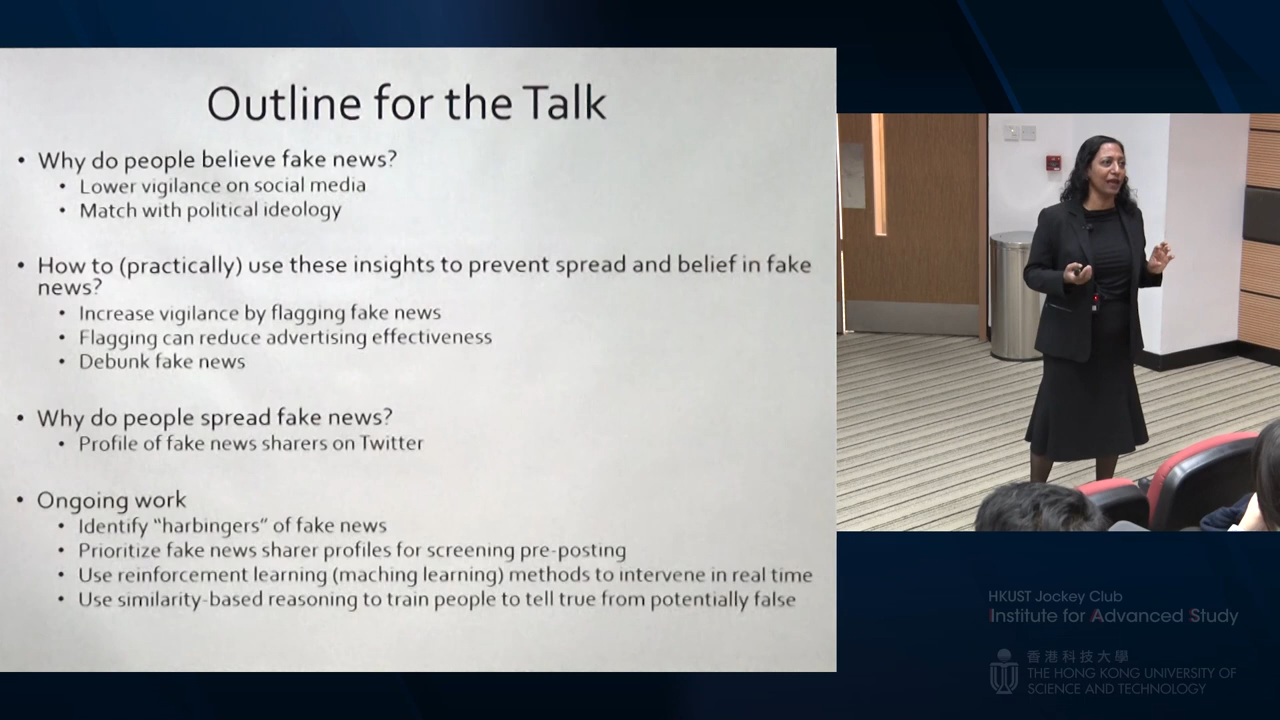 Outline for the Talk
• Why do people believe fake news?
• Lower vigilance on social media
• Match with political ideology
• How to (practically) use these insights to prevent spread and belief in fake
news?
• Increase vigilance by flagging fake news
• Flagging can reduce advertising effectiveness
• Debunk fake news
• Why do people spread fake news?
• Profile of fake news sharers on Twitter
• Ongoing work
• Identify “harbingers” of fake news
• Prioritize fake news sharer profiles for screening pre-posting
• Use reinforcement learning (maching learning) methods to intervene in real time
• Use similarity-based reasoning to train people to tell true from potentially false
HKUST Jockey Club
Institute for Advanced Study
香港科技大學
THE HONG KONG UNIVERSITY OF
SCIENCE AND TECHNOLOGY